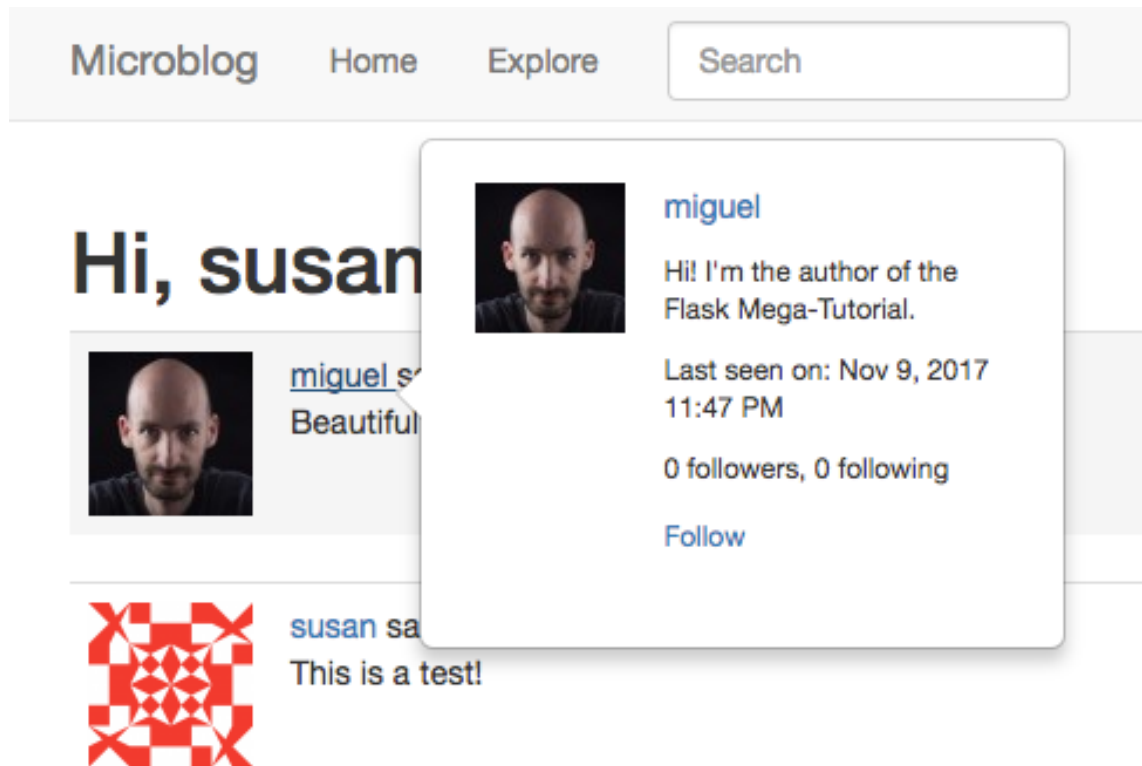 Microblog Home Explore Search
miguel
Hi! I'm the author of the
Flask Mega-Tutorial.
Last seen on: Nov 9, 2017
11:47 PM
0 followers, 0 following
Follow
Hi, susan
miguel
Beautiful
susan sa
This is a test!